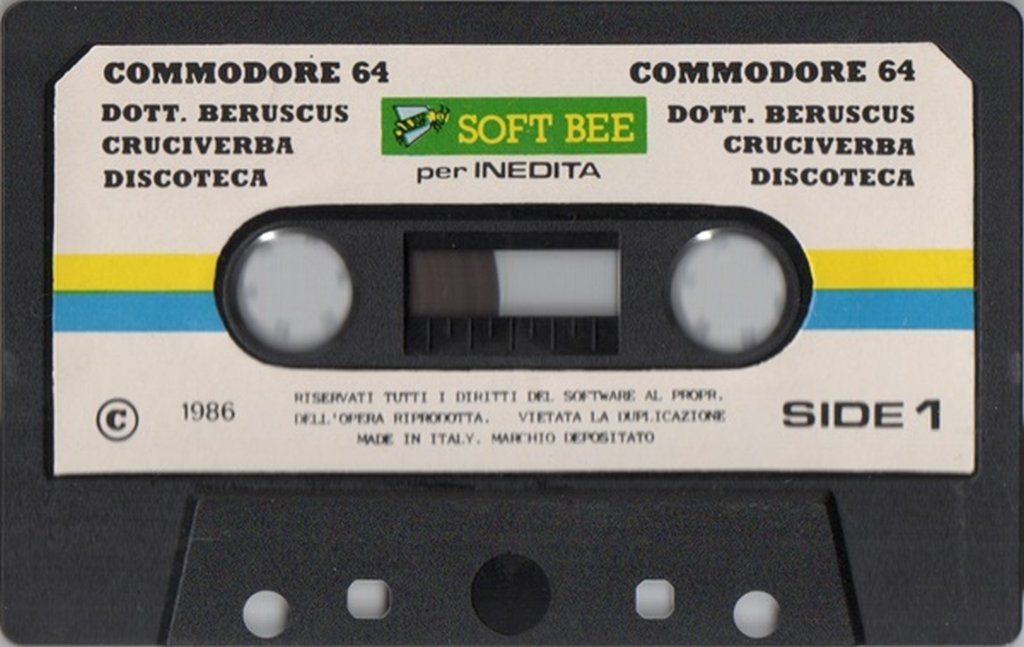 COMMODORE 64
DOTT. BERUSCUS
CRUCIVERBA
DISCOTECA
SOFT BEE
per INEDITA
COMMODORE 64
DOTT. BERUSCUS
CRUCIVERBA
DISCOTECA
© 1986
RISERVATI TUTTI I DIRITTI DEL SOFTWARE AL PROPR.
DELL'OPERA RIPRODOTTA. VIETATA LA DUPLICAZIONE
MADE IN ITALY. MARCHIO DEPOSITATO
SIDE 1